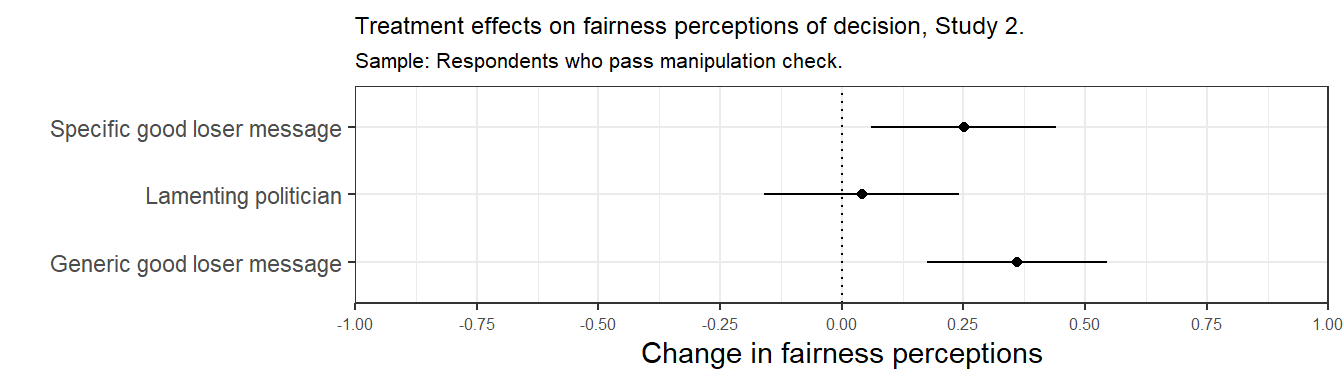 Treatment effects on fairness perceptions of decision, Study 2.
Sample: Respondents who pass manipulation check.
Specific good loser message
Lamenting politician
Generic good loser message
-1.00 -0.75 -0.50 -0.25 0.00 0.25 0.50 0.75 1.00
Change in fairness perceptions